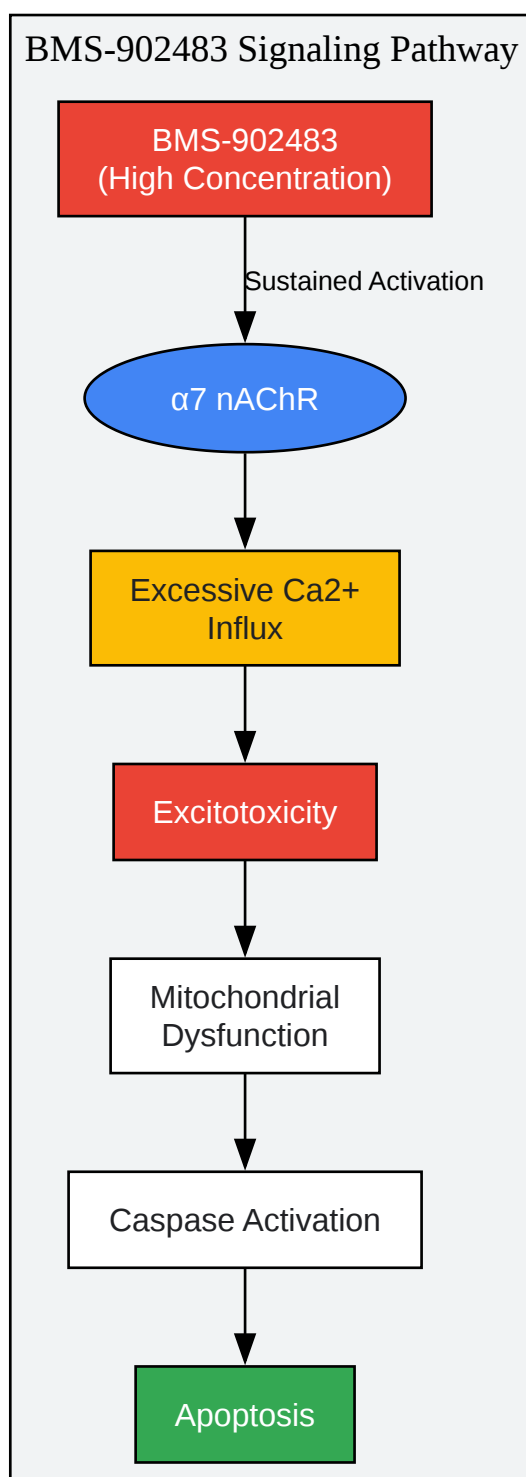 BMS-902483 Signaling Pathway
BMS-902483
(High Concentration)
Sustained Activation
α7 nAChR
Excessive Ca2+
Influx
Excitotoxicity
Mitochondrial
Dysfunction
Caspase Activation
Apoptosis